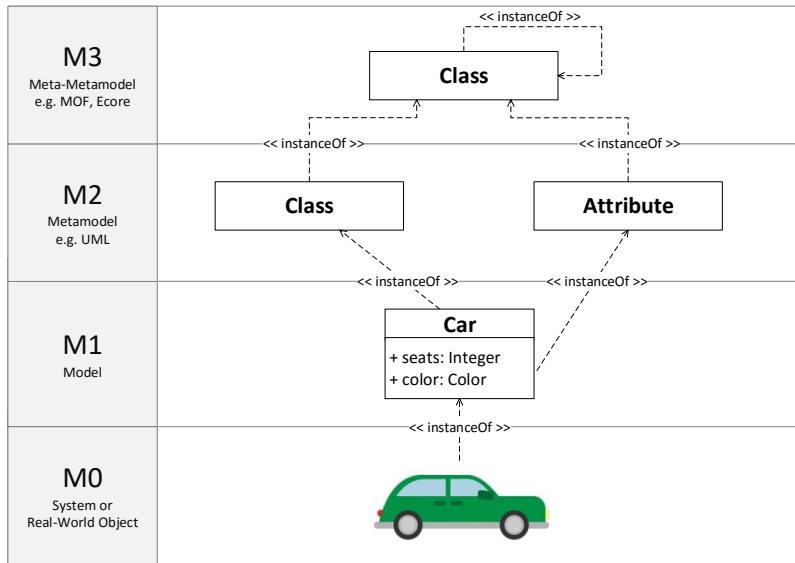 << instanceOf >>
M3
Meta-Metamodel
e.g. MOF, Ecore
Class
<< instanceOf >>
<< instanceOf >>
M2
Metamodel
e.g. UML
Class
Attribute
<< instanceOf >>
<< instanceOf >>
M1
Model
Car
+ seats: Integer
+ color: Color
<< instanceOf >>
M0
System or
Real-World Object